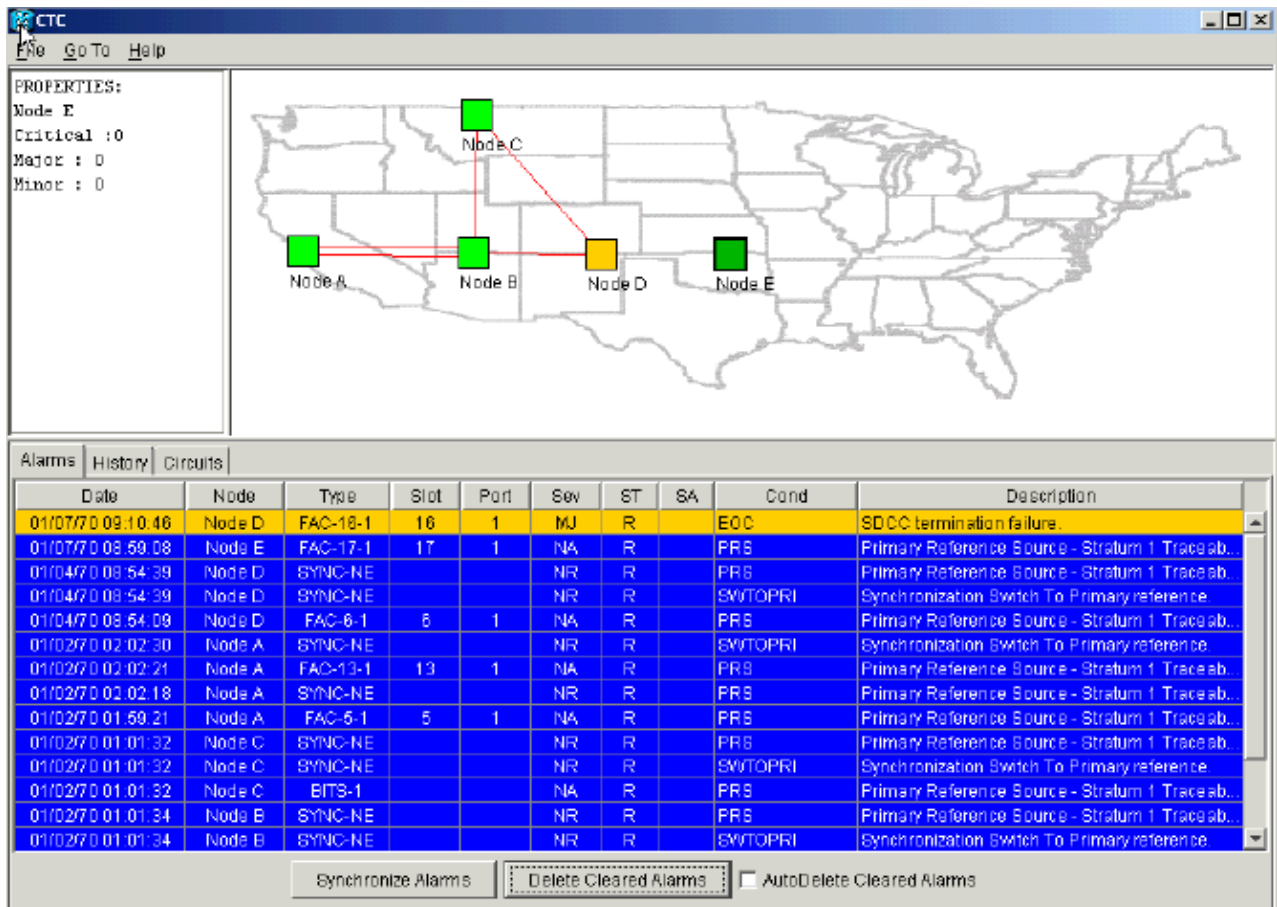 CTC
File Go To Help
PROPERTIES:
Node E
Critical :0
Major : 0
Minor : 0
Node C
Node A
Node B
Node D
Node E
Alarms History Circuits
Date Node Type Slot Port Sev ST SA Cond Description
01/07/70 09:10:46 Node D FAC-16-1 16 1 MJ R EOC SDCC termination failure.
01/07/70 08:59:08 Node E FAC-17-1 17 1 NA R PRS Primary Reference Source - Stratum 1 Traceab...
01/04/70 08:54:39 Node D SYNC-NE NR R PRS Primary Reference Source - Stratum 1 Traceab...
01/04/70 08:54:39 Node D SYNC-NE NR R SWTOPRI Synchronization Switch To Primary reference.
01/04/70 08:54:09 Node D FAC-6-1 6 1 NA R PRS Primary Reference Source - Stratum 1 Traceab...
01/02/70 02:02:30 Node A SYNC-NE NR R SWTOPRI Synchronization Switch To Primary reference.
01/02/70 02:02:21 Node A FAC-13-1 13 1 NA R PRS Primary Reference Source - Stratum 1 Traceab...
01/02/70 02:02:18 Node A SYNC-NE NR R PRS Primary Reference Source - Stratum 1 Traceab...
01/02/70 01:59:21 Node A FAC-5-1 5 1 NA R PRS Primary Reference Source - Stratum 1 Traceab...
01/02/70 01:01:32 Node C SYNC-NE NR R PRS Primary Reference Source - Stratum 1 Traceab...
01/02/70 01:01:32 Node C SYNC-NE NR R SWTOPRI Synchronization Switch To Primary reference.
01/02/70 01:01:32 Node C BITS-1 NA R PRS Primary Reference Source - Stratum 1 Traceab...
01/02/70 01:01:34 Node B SYNC-NE NR R PRS Primary Reference Source - Stratum 1 Traceab...
01/02/70 01:01:34 Node B SYNC-NE NR R SWTOPRI Synchronization Switch To Primary reference.
Synchronize Alarms Delete Cleared Alarms AutoDelete Cleared Alarms